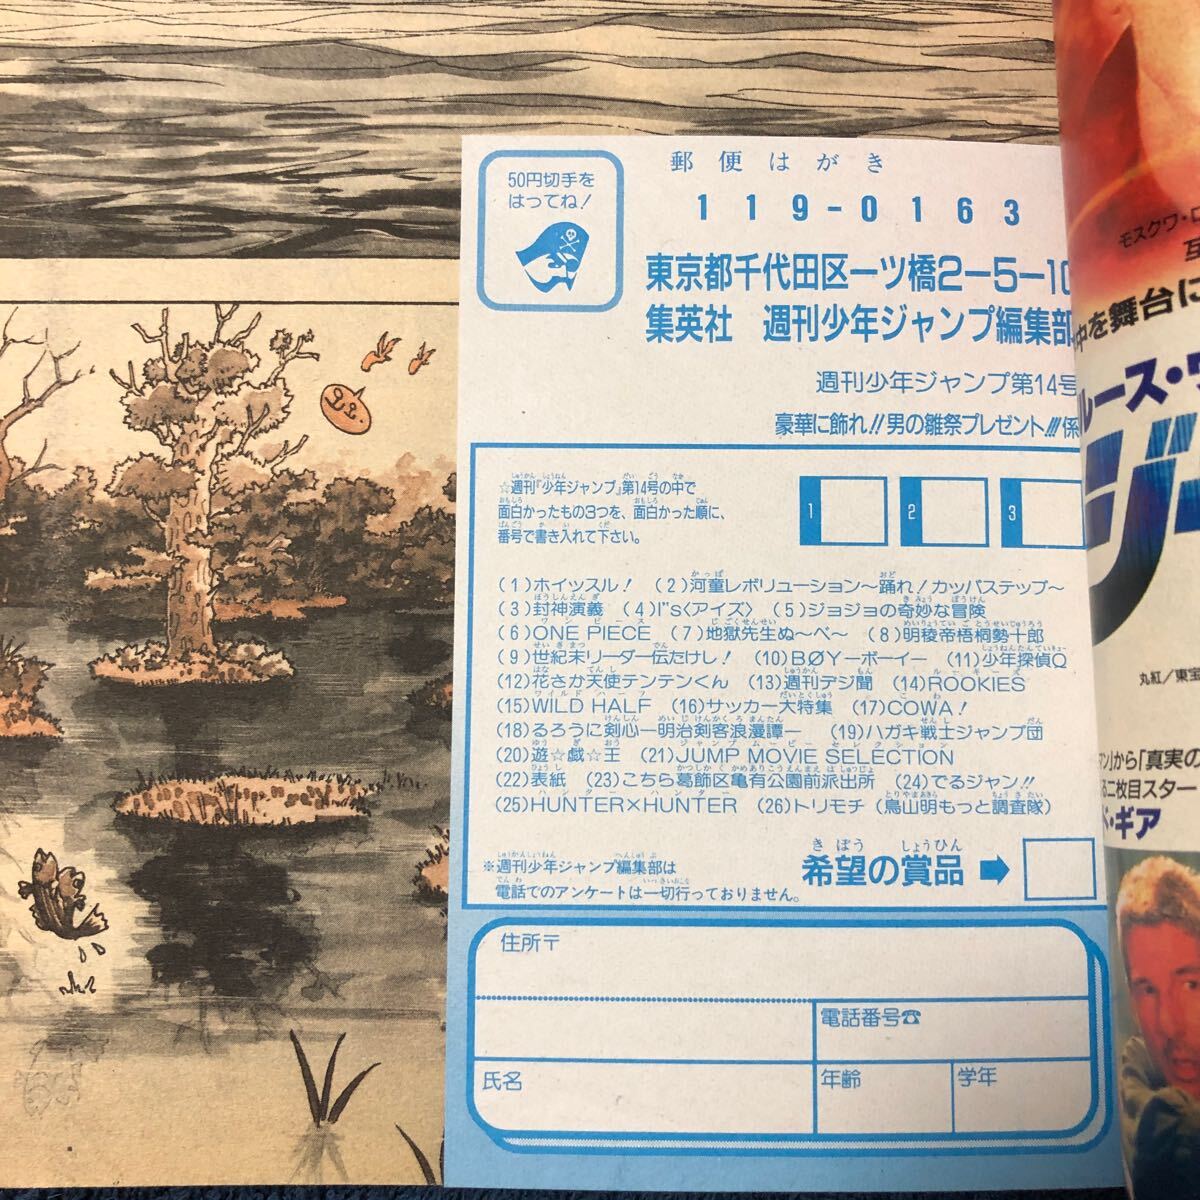 50円切手を
はってね!
郵便はがき
119-0163
東京都千代田区一ツ橋2-5-10
集英社 週刊少年ジャンプ編集部
週刊少年ジャンプ第14号
豪華に飾れ!!男の雛祭プレゼント!!!係
☆週刊『少年ジャンプ』第14号の中で
面白かったもの3つを、面白かった順に、
番号で書き入れて下さい。
1
2
3
(1)ホイッスル! (2)河童レボリューション〜踊れ!カッパステップ〜
(3)封神演義 (4)I"s〈アイズ〉 (5)ジョジョの奇妙な冒険
(6)ONE PIECE (7)地獄先生ぬ〜べ〜 (8)明稜帝梧桐勢十郎
(9)世紀末リーダー伝たけし! (10)BØY―ボーイ― (11)少年探偵Q
(12)花さか天使テンテンくん (13)週刊デジ聞 (14)ROOKIES
(15)WILD HALF (16)サッカー大特集 (17)COWA!
(18)るろうに剣心―明治剣客浪漫譚― (19)ハガキ戦士ジャンプ団
(20)遊☆戯☆王 (21)JUMP MOVIE SELECTION
(22)表紙 (23)こちら葛飾区亀有公園前派出所 (24)でるジャン!!
(25)HUNTER×HUNTER (26)トリモチ(鳥山明もっと調査隊)
※週刊少年ジャンプ編集部は
電話でのアンケートは一切行っておりません。
希望の賞品
住所〒
電話番号☎
氏名
年齢
学年
モスクワ・
中を舞台に
ルース・
ジ
丸紅/東宝
マン」から「真実の
る二枚目スター
・ギア